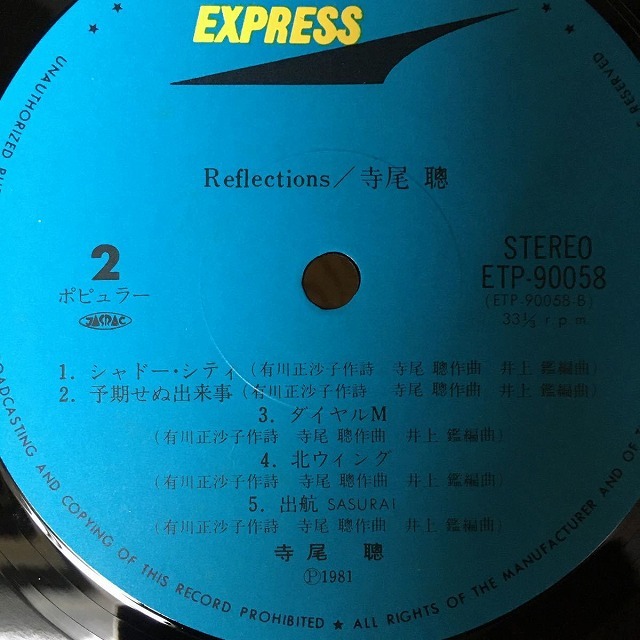 EXPRESS
Reflections／寺尾 聰
2
ポピュラー
JASRAC
STEREO
ETP-90058
(ETP-90058-B)
33⅓ r.p.m
1. シャドー・シティ (有川正沙子作詩 寺尾 聰作曲 井上 鑑編曲)
2. 予期せぬ出来事 (有川正沙子作詩 寺尾 聰作曲 井上 鑑編曲)
3. ダイヤルM
(有川正沙子作詩 寺尾 聰作曲 井上 鑑編曲)
4. 北ウィング
(有川正沙子作詩 寺尾 聰作曲 井上 鑑編曲)
5. 出航 SASURAI
(有川正沙子作詩 寺尾 聰作曲 井上 鑑編曲)
寺尾 聰
Ⓟ1981
UNAUTHORIZED
BROADCASTING AND COPYING OF THIS RECORD PROHIBITED ★ ALL RIGHTS OF THE MANUFACTURER AND
RESERVED